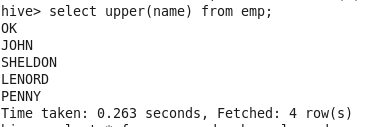 hive> select upper(name) from emp;
OK
JOHN
SHELDON
LENORD
PENNY
Time taken: 0.263 seconds, Fetched: 4 row(s)